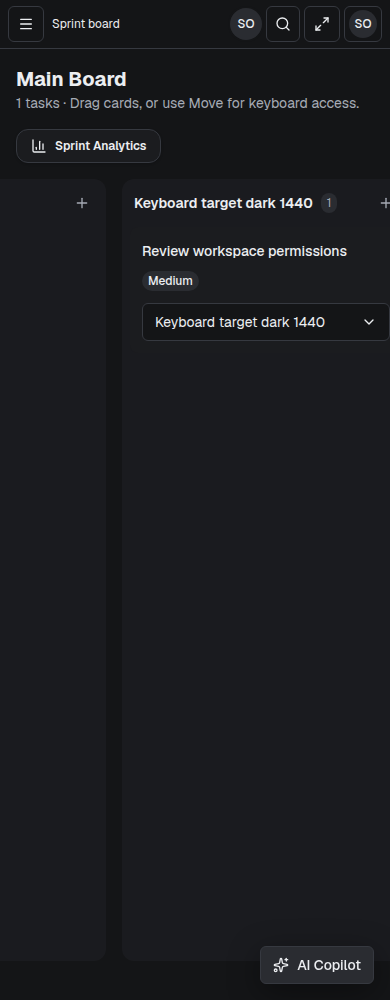 Sprint board
SO
SO
Main Board
1 tasks · Drag cards, or use Move for keyboard access.
Sprint Analytics
Keyboard target dark 1440 1
Review workspace permissions
Medium
Keyboard target dark 1440
AI Copilot